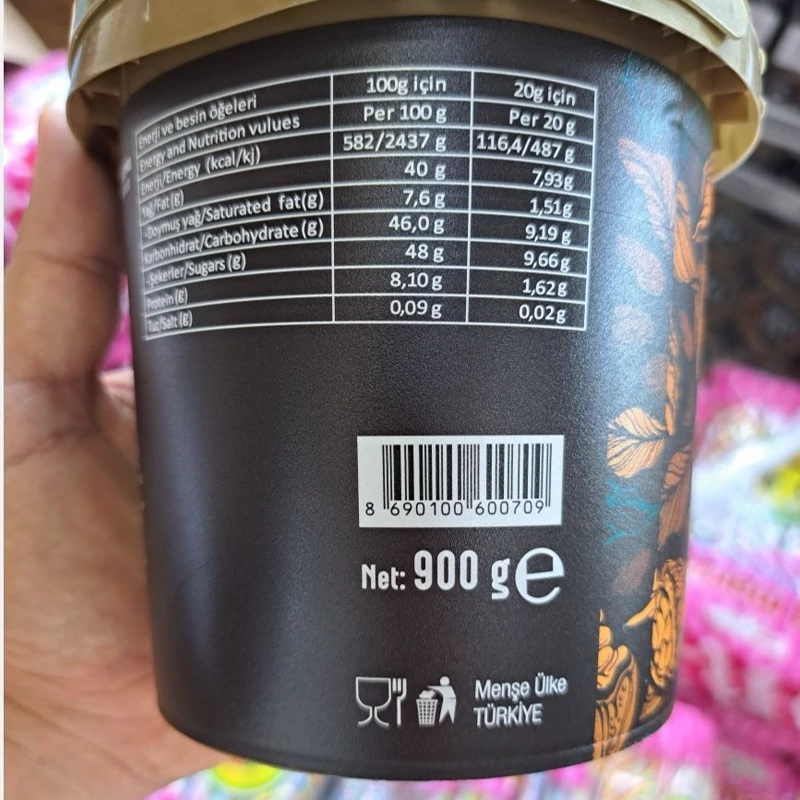 Enerji ve besin öğeleri 100g için 20g için
Energy and Nutrition vulues Per 100 g Per 20 g
Enerji/Energy (kcal/kj) 582/2437 g 116,4/487 g
Yağ/Fat(g) 40 g 7,93g
-Doymuş yağ/Saturated fat(g) 7,6 g 1,51g
Karbonhidrat/Carbohydrate (g) 46,0 g 9,19 g
-Şekerler/Sugars (g) 48 g 9,66g
Protein (g) 8,10 g 1,62g
Tuz/Salt (g) 0,09 g 0,02g
8 690100 600709
Net: 900 g e
Menşe Ülke
TÜRKİYE